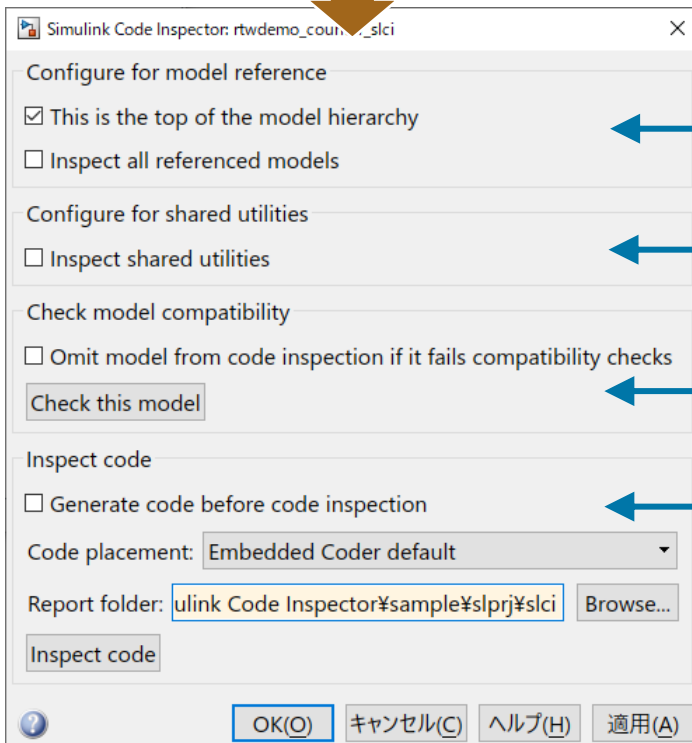 Simulink Code Inspector: rtwdemo_coun _slci
Configure for model reference
This is the top of the model hierarchy
Inspect all referenced models
Configure for shared utilities
Inspect shared utilities
Check model compatibility
Omit model from code inspection if it fails compatibility checks
Check this model
Inspect code
Generate code before code inspection
Code placement: Embedded Coder default
Report folder: ulink Code Inspector¥sample¥slprj¥slci Browse...
Inspect code
OK(O) キャンセル(C) ヘルプ(H) 適用(A)